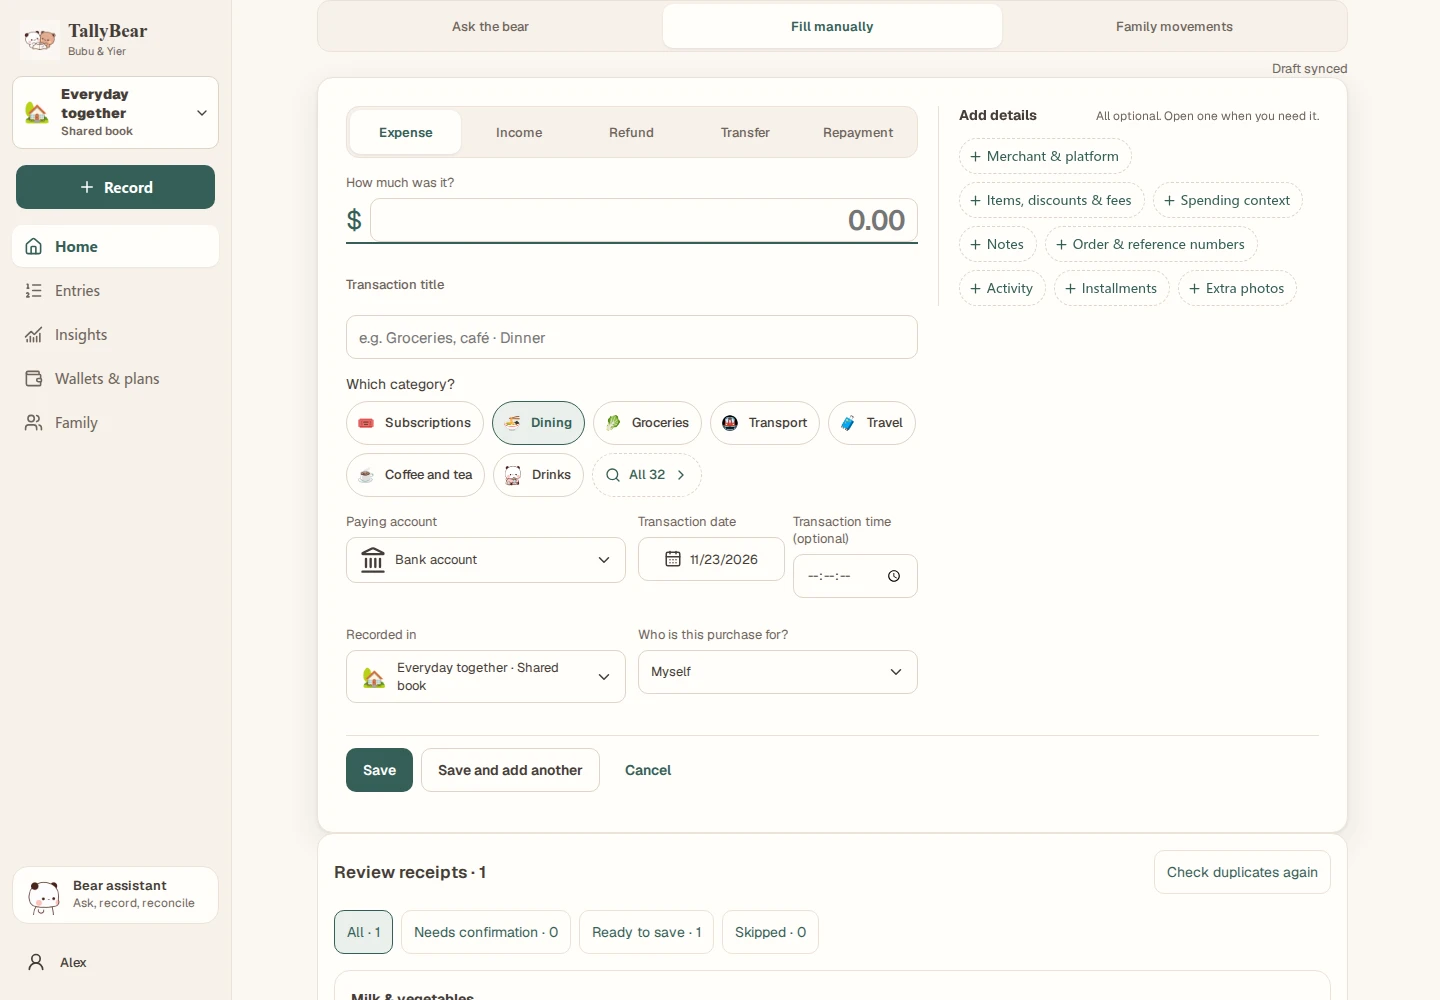 TallyBear
Bubu & Yier
Everyday
together
Shared book
Record
Home
Entries
Insights
Wallets & plans
Family
Bear assistant
Ask, record, reconcile
Alex
Ask the bear
Fill manually
Family movements
Draft synced
Expense
Income
Refund
Transfer
Repayment
How much was it?
$ 0.00
Transaction title
e.g. Groceries, café · Dinner
Which category?
Subscriptions
Dining
Groceries
Transport
Travel
Coffee and tea
Drinks
All 32
Paying account
Bank account
Transaction date
11/23/2026
Transaction time
(optional)
--:--:--
Recorded in
Everyday together · Shared
book
Who is this purchase for?
Myself
Save
Save and add another
Cancel
Add details
All optional. Open one when you need it.
+ Merchant & platform
+ Items, discounts & fees
+ Spending context
+ Notes
+ Order & reference numbers
+ Activity
+ Installments
+ Extra photos
Review receipts · 1
Check duplicates again
All · 1
Needs confirmation · 0
Ready to save · 1
Skipped · 0
Milk & vegetables